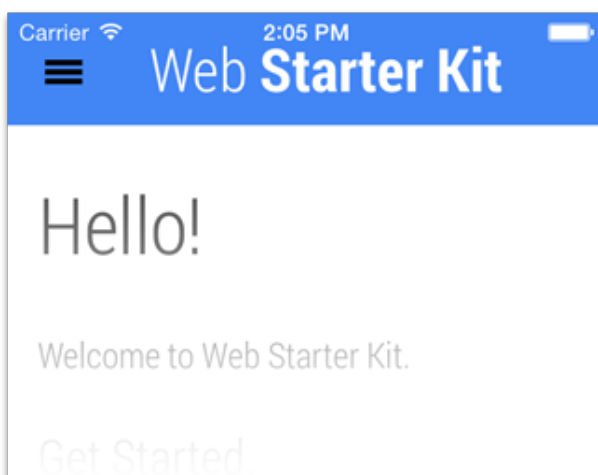 Carrier 2:05 PM
Web Starter Kit
Hello!
Welcome to Web Starter Kit.
Get Started.